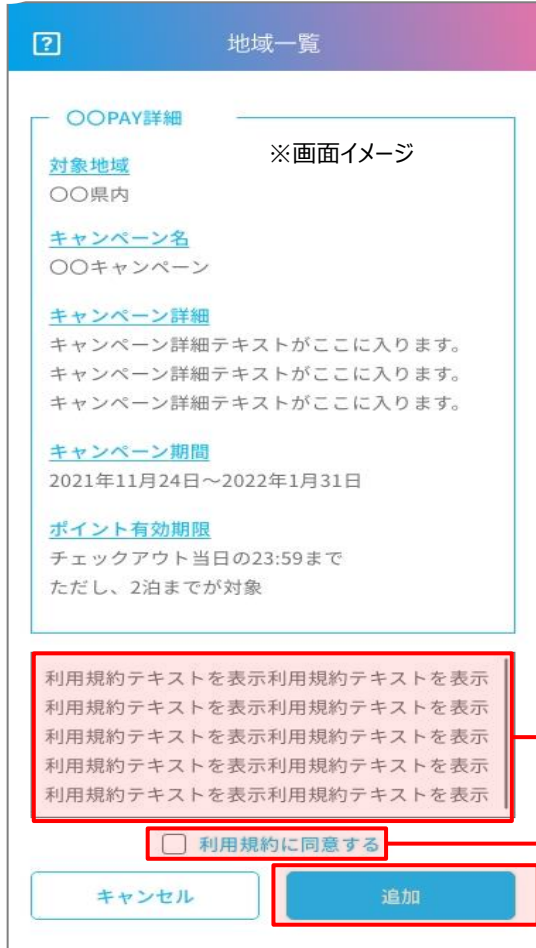 ?
地域一覧
〇〇PAY詳細
※画面イメージ
対象地域
〇〇県内
キャンペーン名
〇〇キャンペーン
キャンペーン詳細
キャンペーン詳細テキストがここに入ります。
キャンペーン詳細テキストがここに入ります。
キャンペーン詳細テキストがここに入ります。
キャンペーン期間
2021年11月24日～2022年1月31日
ポイント有効期限
チェックアウト当日の23:59まで
ただし、2泊までが対象
利用規約テキストを表示利用規約テキストを表示
利用規約テキストを表示利用規約テキストを表示
利用規約テキストを表示利用規約テキストを表示
利用規約テキストを表示利用規約テキストを表示
利用規約テキストを表示利用規約テキストを表示
利用規約に同意する
キャンセル
追加